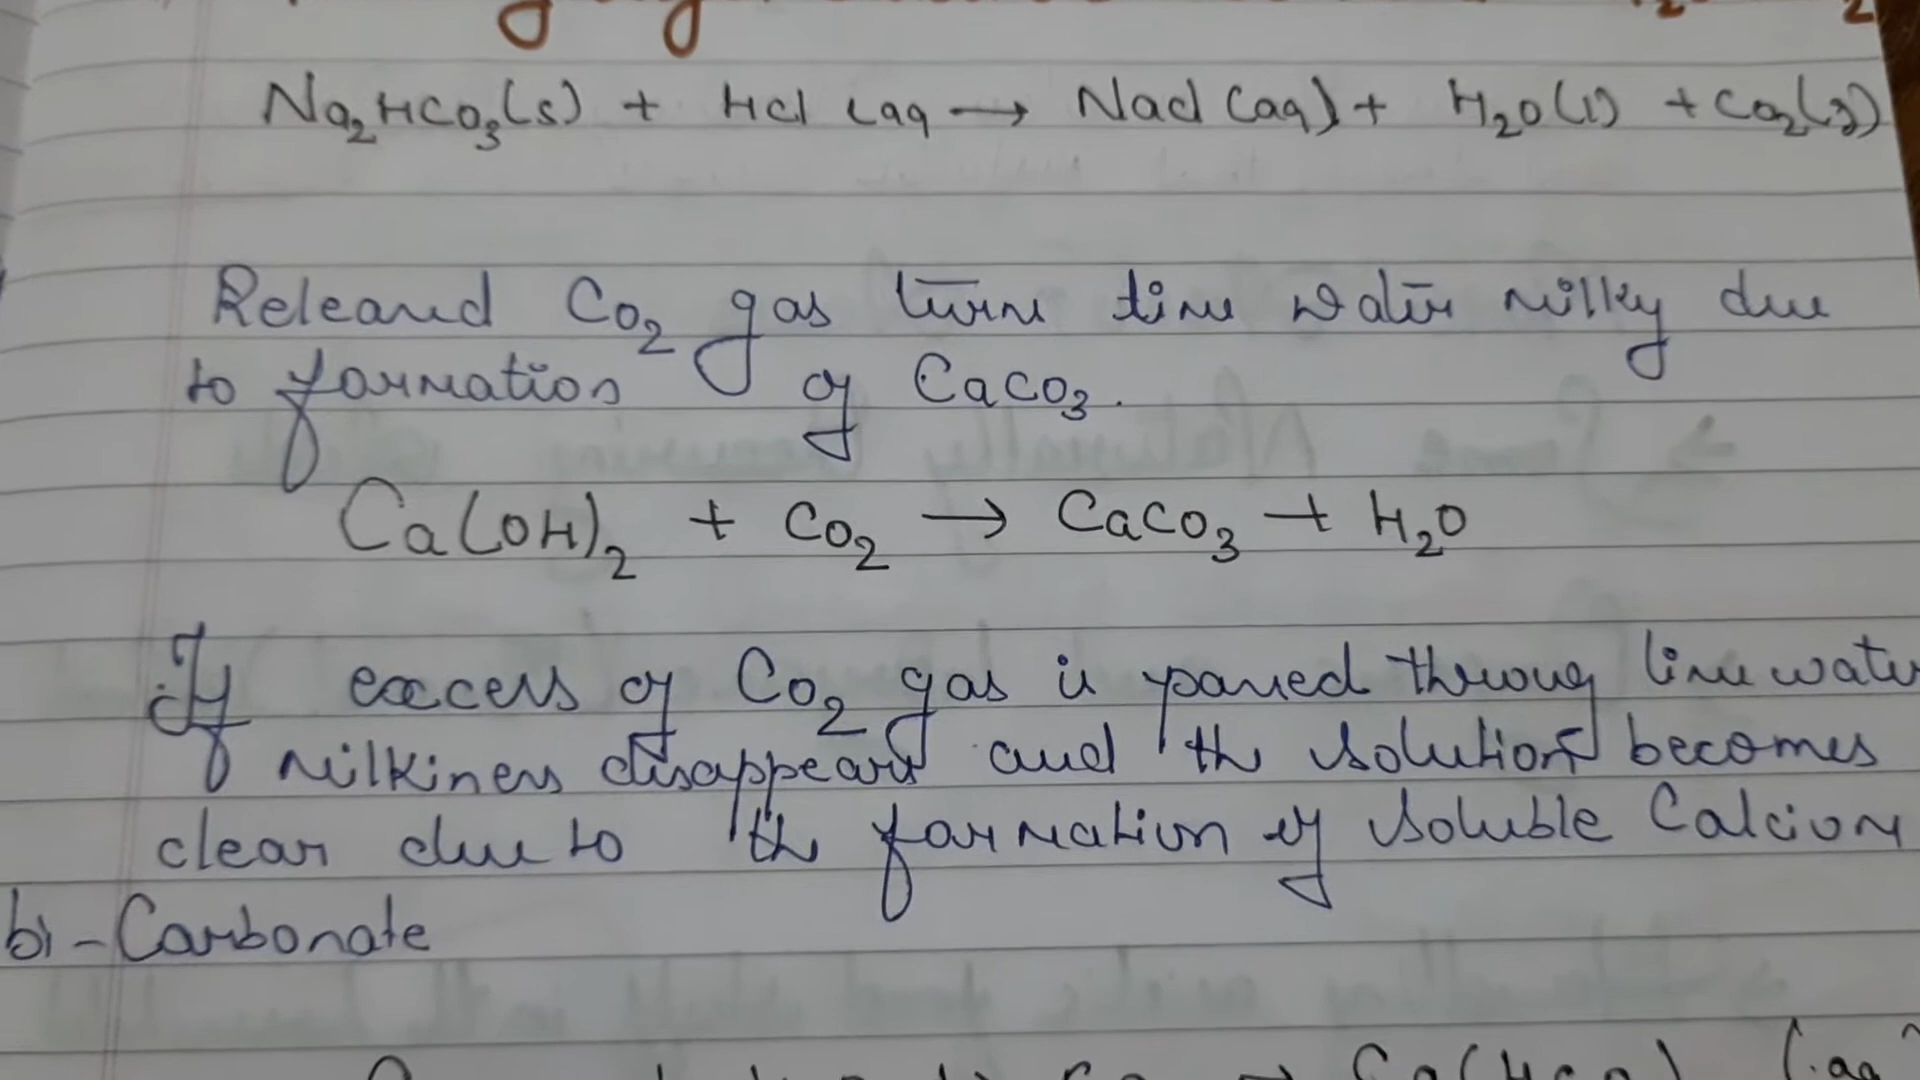 Na₂HCO₃(s) + HCl (aq → NaCl (aq) + H₂O(l) + CO₂(g)
Released CO₂ gas turns lime water milky due
to formation of CaCO₃.
Ca(OH)₂ + CO₂ → CaCO₃ + H₂O
If excess of CO₂ gas is passed throug lime water
milkiness disappears and the solution becomes
clear due to the formation of soluble Calcium
bi-Carbonate